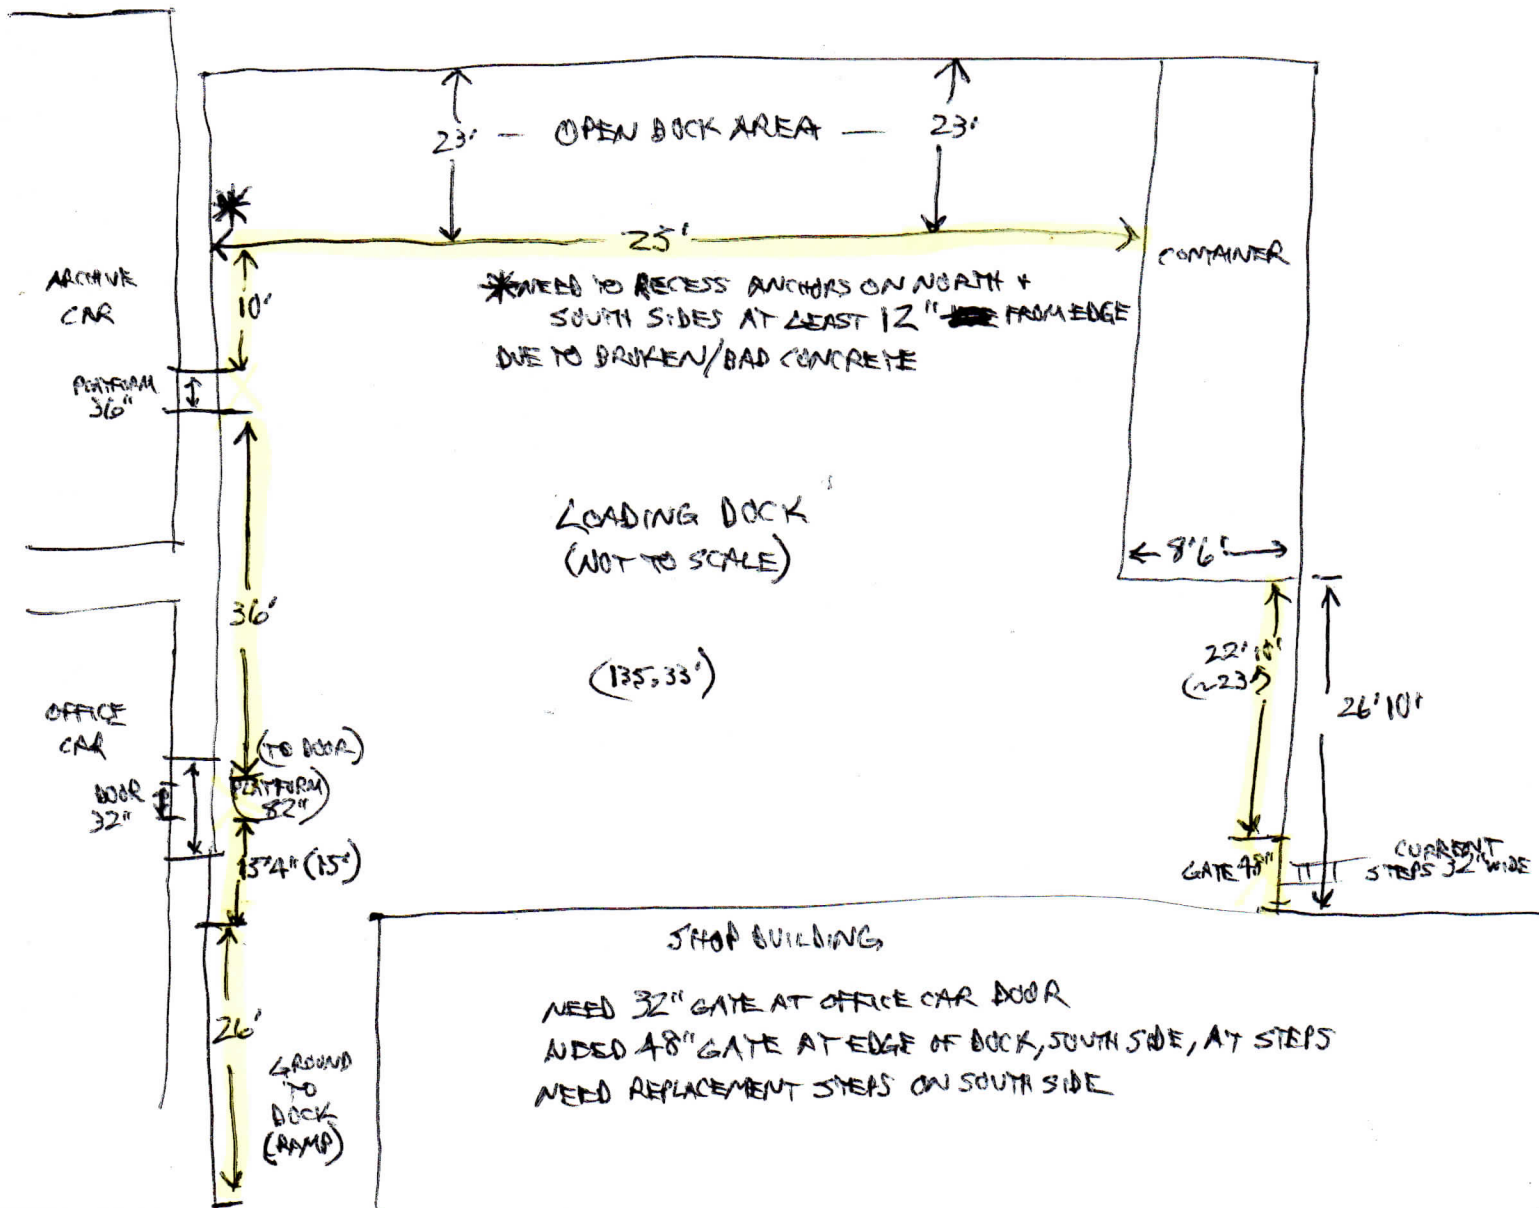 23' — OPEN DOCK AREA — 23'
*
25'
ARCHIVE
CAR
10'
CONTAINER
*NEED TO RECESS ANCHORS ON NORTH +
SOUTH SIDES AT LEAST 12" FROM EDGE
DUE TO BROKEN/BAD CONCRETE
PLATFORM
36"
LOADING DOCK
(NOT TO SCALE)
8'6"
36'
(135.33')
22'10"
(~23')
26'10"
OFFICE
CAR
(TO DOOR)
DOOR
32"
PLATFORM
82"
15'4" (15')
GATE 48"
CURRENT
STEPS 32" WIDE
SHOP BUILDING
26'
GROUND
TO
DOCK
(RAMP)
NEED 32" GATE AT OFFICE CAR DOOR
NEED 48" GATE AT EDGE OF DOCK, SOUTH SIDE, AT STEPS
NEED REPLACEMENT STEPS ON SOUTH SIDE